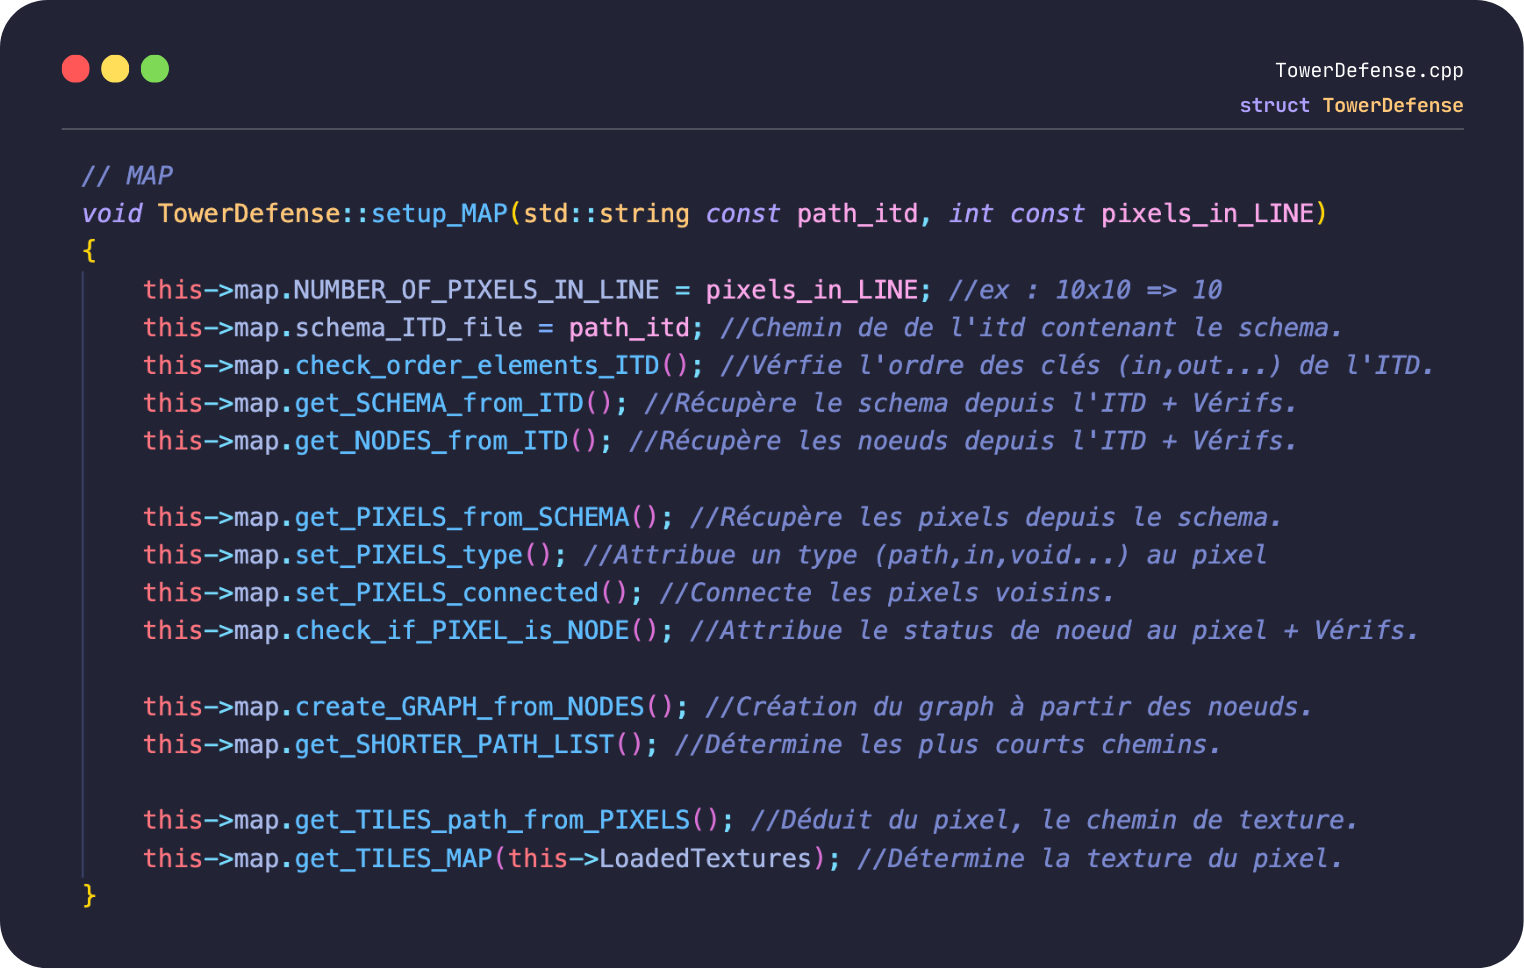 TowerDefense.cpp
struct TowerDefense
// MAP
void TowerDefense::setup_MAP(std::string const path_itd, int const pixels_in_LINE)
{
this->map.NUMBER_OF_PIXELS_IN_LINE = pixels_in_LINE; //ex : 10x10 => 10
this->map.schema_ITD_file = path_itd; //Chemin de de l'itd contenant le schema.
this->map.check_order_elements_ITD(); //Vérfie l'ordre des clés (in,out...) de l'ITD.
this->map.get_SCHEMA_from_ITD(); //Récupère le schema depuis l'ITD + Vérifs.
this->map.get_NODES_from_ITD(); //Récupère les noeuds depuis l'ITD + Vérifs.
this->map.get_PIXELS_from_SCHEMA(); //Récupère les pixels depuis le schema.
this->map.set_PIXELS_type(); //Attribue un type (path,in,void...) au pixel
this->map.set_PIXELS_connected(); //Connecte les pixels voisins.
this->map.check_if_PIXEL_is_NODE(); //Attribue le status de noeud au pixel + Vérifs.
this->map.create_GRAPH_from_NODES(); //Création du graph à partir des noeuds.
this->map.get_SHORTER_PATH_LIST(); //Détermine les plus courts chemins.
this->map.get_TILES_path_from_PIXELS(); //Déduit du pixel, le chemin de texture.
this->map.get_TILES_MAP(this->LoadedTextures); //Détermine la texture du pixel.
}